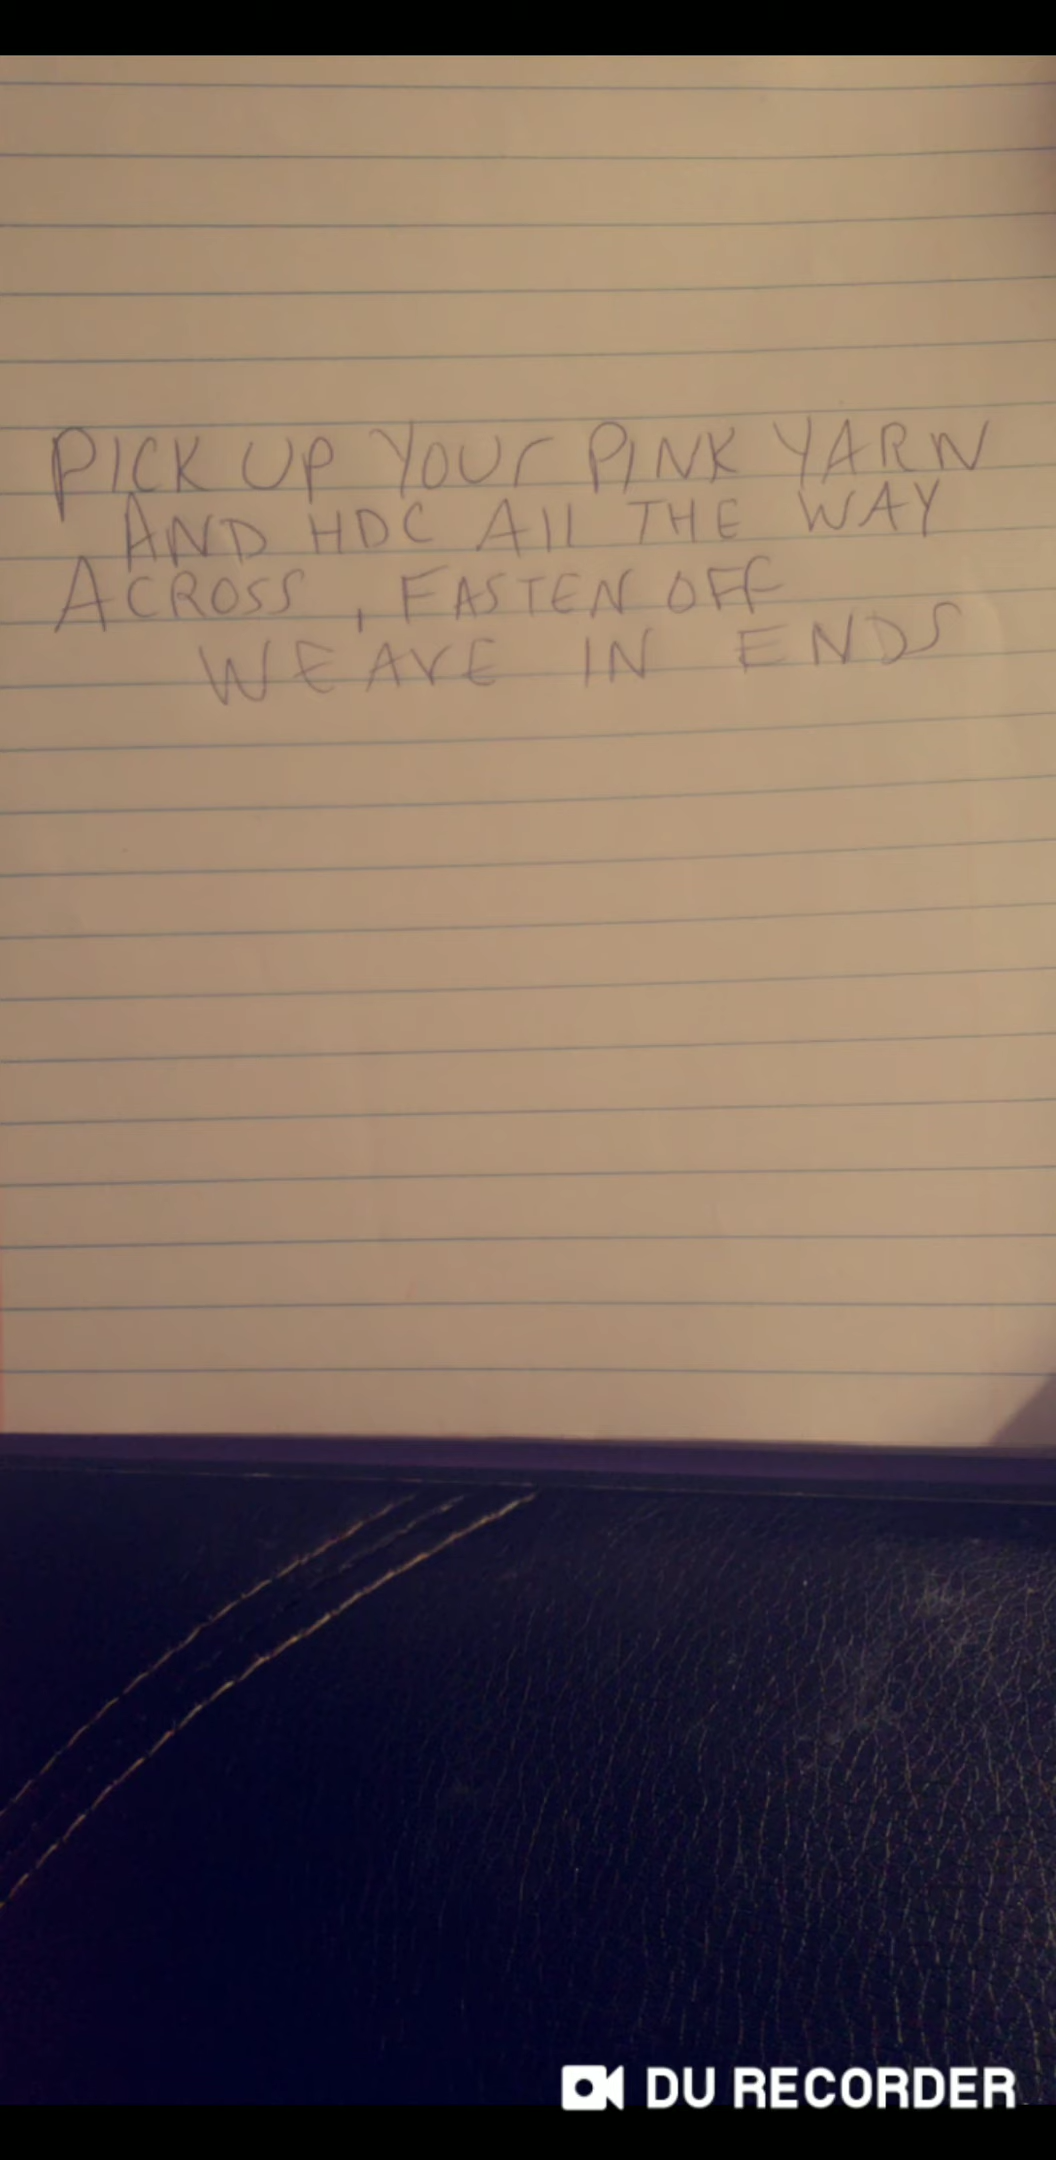 PICK UP YOUr PINK YARN
AND HDC All THE WAY
ACROSS, FASTEN OFF
WEAVE IN ENDS
DU RECORDER